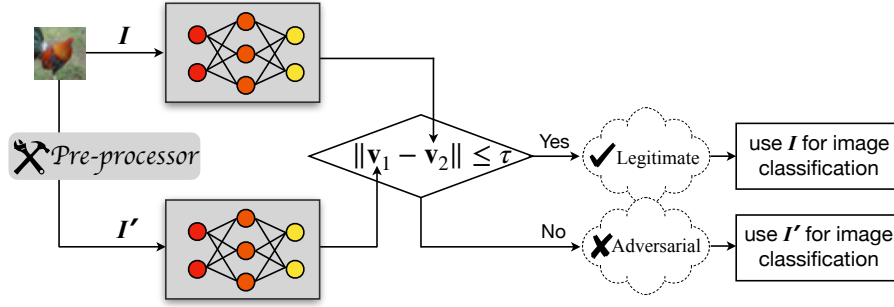 I
Pre-processor
I′
‖v₁ − v₂‖ ≤ τ
Yes
No
Legitimate
Adversarial
use I for image
classification
use I′ for image
classification